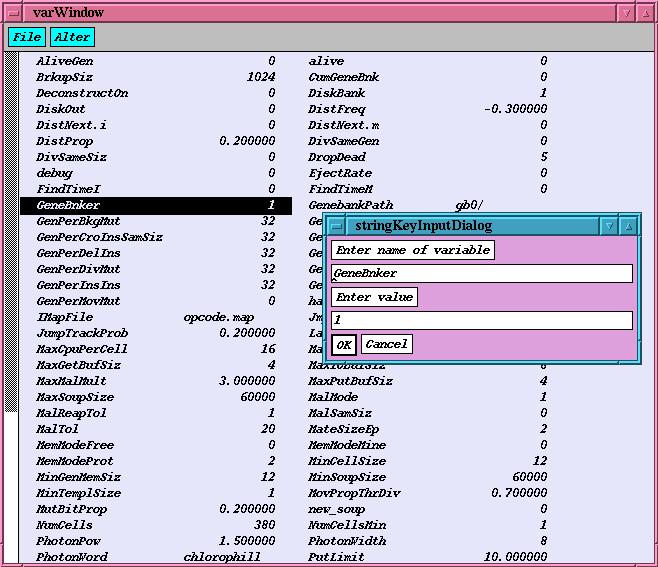 varWindow
File Alter
AliveGen 0 alive 0
BrkupSiz 1024 CumGeneBnk 0
DeconstructOn 0 DiskBank 1
DiskOut 0 DistFreq -0.300000
DistNext.i 0 DistNext.m 0
DistProp 0.200000 DivSameGen 0
DivSameSiz 0 DropDead 5
debug 0 EjectRate 0
FindTimeI 0 FindTimeM 0
GeneBnker 1 GenebankPath gb0/
GenPerBkgMut 32 Ge
GenPerCroInsSamSiz 32 Ge
GenPerDelIns 32 Ge
GenPerDivMut 32 Ge
GenPerInsIns 32 Ge
GenPerMovMut 0 ha
IMapFile opcode.map Jm
JumpTrackProb 0.200000 La
MaxCpuPerCell 16 Ma
MaxGetBufSiz 4 MaxIOBufSiz 8
MaxMalMult 3.000000 MaxPutBufSiz 4
MaxSoupSize 60000 MalMode 1
MalReapTol 1 MalSamSiz 0
MalTol 20 MateSizeEp 2
MemModeFree 0 MemModeMine 0
MemModeProt 2 MinCellSize 12
MinGenMemSiz 12 MinSoupSize 60000
MinTemplSize 1 MovPropThrDiv 0.700000
MutBitProp 0.200000 new_soup 0
NumCells 380 NumCellsMin 1
PhotonPow 1.500000 PhotonWidth 8
PhotonWord chlorophill PutLimit 10.000000
stringKeyInputDialog
Enter name of variable
GeneBnker
Enter value
1
OK Cancel